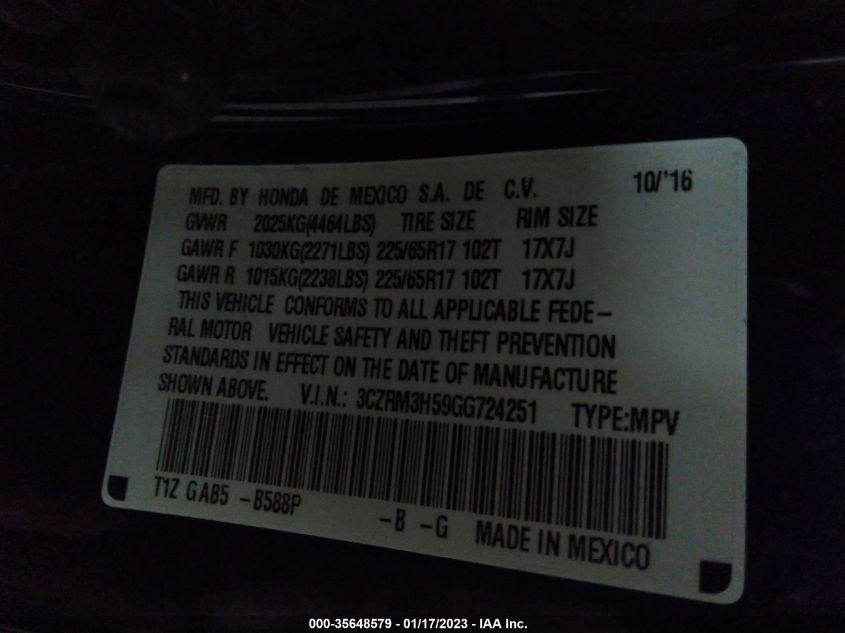 MFD. BY HONDA DE MEXICO S.A. DE C.V. 10/'16
GVWR 2025KG(4464LBS) TIRE SIZE RIM SIZE
GAWR F 1030KG(2271LBS) 225/65R17 102T 17X7J
GAWR R 1015KG(2238LBS) 225/65R17 102T 17X7J
THIS VEHICLE CONFORMS TO ALL APPLICABLE FEDE-
RAL MOTOR VEHICLE SAFETY AND THEFT PREVENTION
STANDARDS IN EFFECT ON THE DATE OF MANUFACTURE
SHOWN ABOVE. V.I.N.: 3CZRM3H59GG724251 TYPE:MPV
T1Z GAB5 -B588P -B -G MADE IN MEXICO
000-35648579 - 01/17/2023 - IAA Inc.